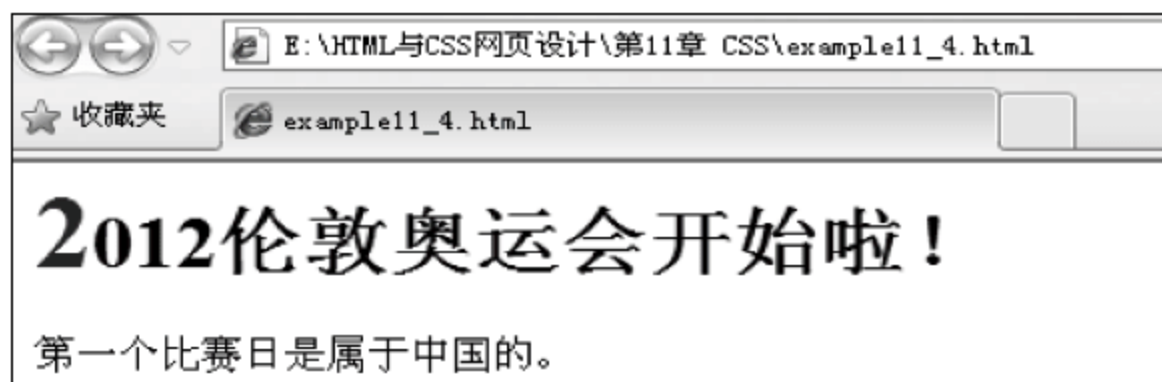 E:\HTML与CSS网页设计\第11章 CSS\example11_4.html
收藏夹
example11_4.html
2012伦敦奥运会开始啦！
第一个比赛日是属于中国的。